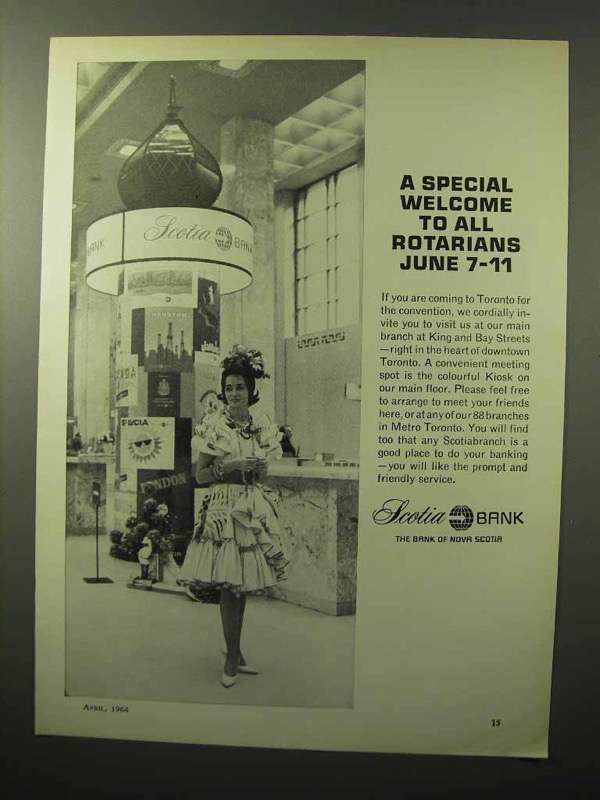 Scotia BANK
BANK
HOUSTON
ST LUCIA
LONDON
A SPECIAL
WELCOME
TO ALL
ROTARIANS
JUNE 7-11
If you are coming to Toronto for
the convention, we cordially in-
vite you to visit us at our main
branch at King and Bay Streets
—right in the heart of downtown
Toronto. A convenient meeting
spot is the colourful Kiosk on
our main floor. Please feel free
to arrange to meet your friends
here, or at any of our 88 branches
in Metro Toronto. You will find
too that any Scotiabranch is a
good place to do your banking
—you will like the prompt and
friendly service.
Scotia BANK
THE BANK OF NOVA SCOTIA
APRIL, 1964
15